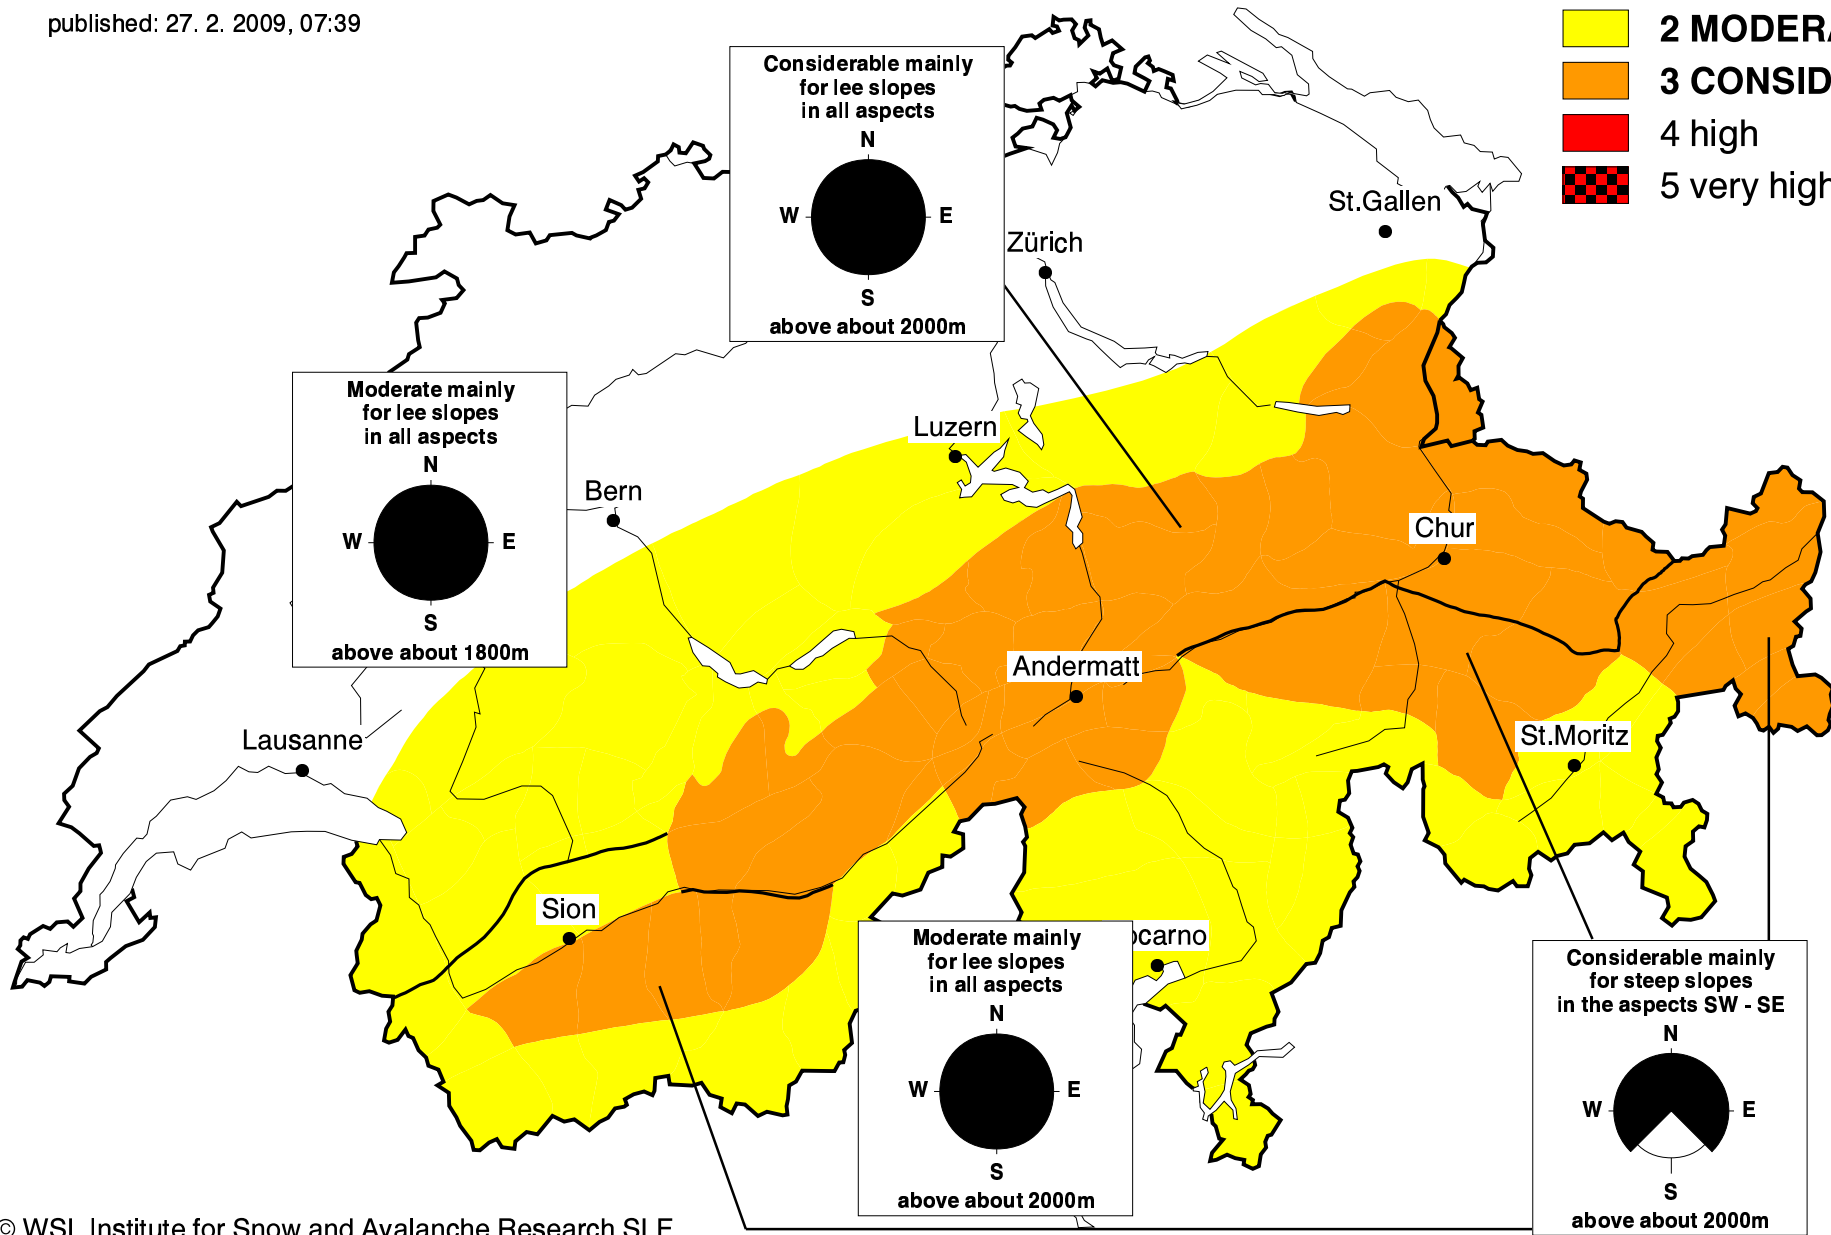 published: 27. 2. 2009, 07:39
2 MODER
3 CONSID
4 high
5 very high
Considerable mainly
for lee slopes
in all aspects
N
W E
S
above about 2000m
St.Gallen
Zürich
Moderate mainly
for lee slopes
in all aspects
N
W E
S
above about 1800m
Luzern
Bern
Chur
Andermatt
Lausanne
St.Moritz
Sion
ocarno
Moderate mainly
for lee slopes
in all aspects
N
W E
S
above about 2000m
Considerable mainly
for steep slopes
in the aspects SW - SE
N
W E
S
above about 2000m
© WSL Institute for Snow and Avalanche Research SLF